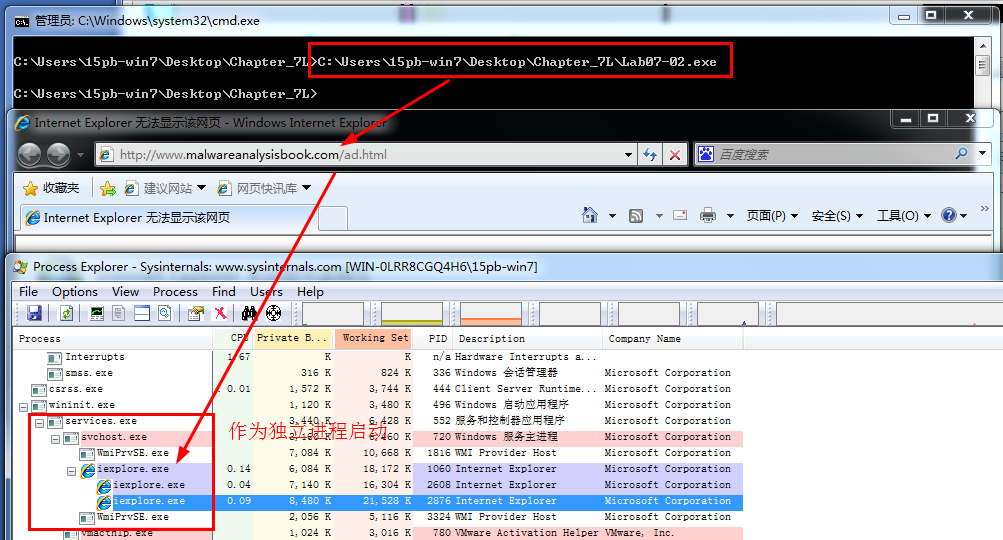 管理员: C:\Windows\system32\cmd.exe
C:\Users\15pb-win7\Desktop\Chapter_7L>C:\Users\15pb-win7\Desktop\Chapter_7L\Lab07-02.exe
C:\Users\15pb-win7\Desktop\Chapter_7L>
Internet Explorer 无法显示该网页 - Windows Internet Explorer
http://www.malwareanalysisbook.com/ad.html 百度搜索
收藏夹 建议网站 网页快讯库
Internet Explorer 无法显示该网页 页面(P) 安全(S) 工具(O) »
Process Explorer - Sysinternals: www.sysinternals.com [WIN-0LRR8CGQ4H6\15pb-win7]
File Options View Process Find Users Help
Process CPU Private B... Working Set PID Description Company Name
Interrupts 1.67 K K n/a Hardware Interrupts a...
smss.exe 316 K 824 K 336 Windows 会话管理器 Microsoft Corporation
csrss.exe 0.01 1,572 K 3,744 K 444 Client Server Runtime... Microsoft Corporation
wininit.exe 1,120 K 3,480 K 496 Windows 启动应用程序 Microsoft Corporation
services.exe 3,440 K 6,428 K 552 服务和控制器应用程序 Microsoft Corporation
作为独立进程启动
svchost.exe 6,460 K 720 Windows 服务主进程 Microsoft Corporation
WmiPrvSE.exe 7,084 K 10,668 K 1816 WMI Provider Host Microsoft Corporation
iexplore.exe 0.14 6,084 K 18,172 K 1060 Internet Explorer Microsoft Corporation
iexplore.exe 0.04 7,140 K 16,304 K 2608 Internet Explorer Microsoft Corporation
iexplore.exe 0.09 8,480 K 21,528 K 2876 Internet Explorer Microsoft Corporation
WmiPrvSE.exe 2,056 K 5,116 K 3324 WMI Provider Host Microsoft Corporation
vmacthlp.exe 1,024 K 3,016 K 780 VMware Activation Helper VMware, Inc.